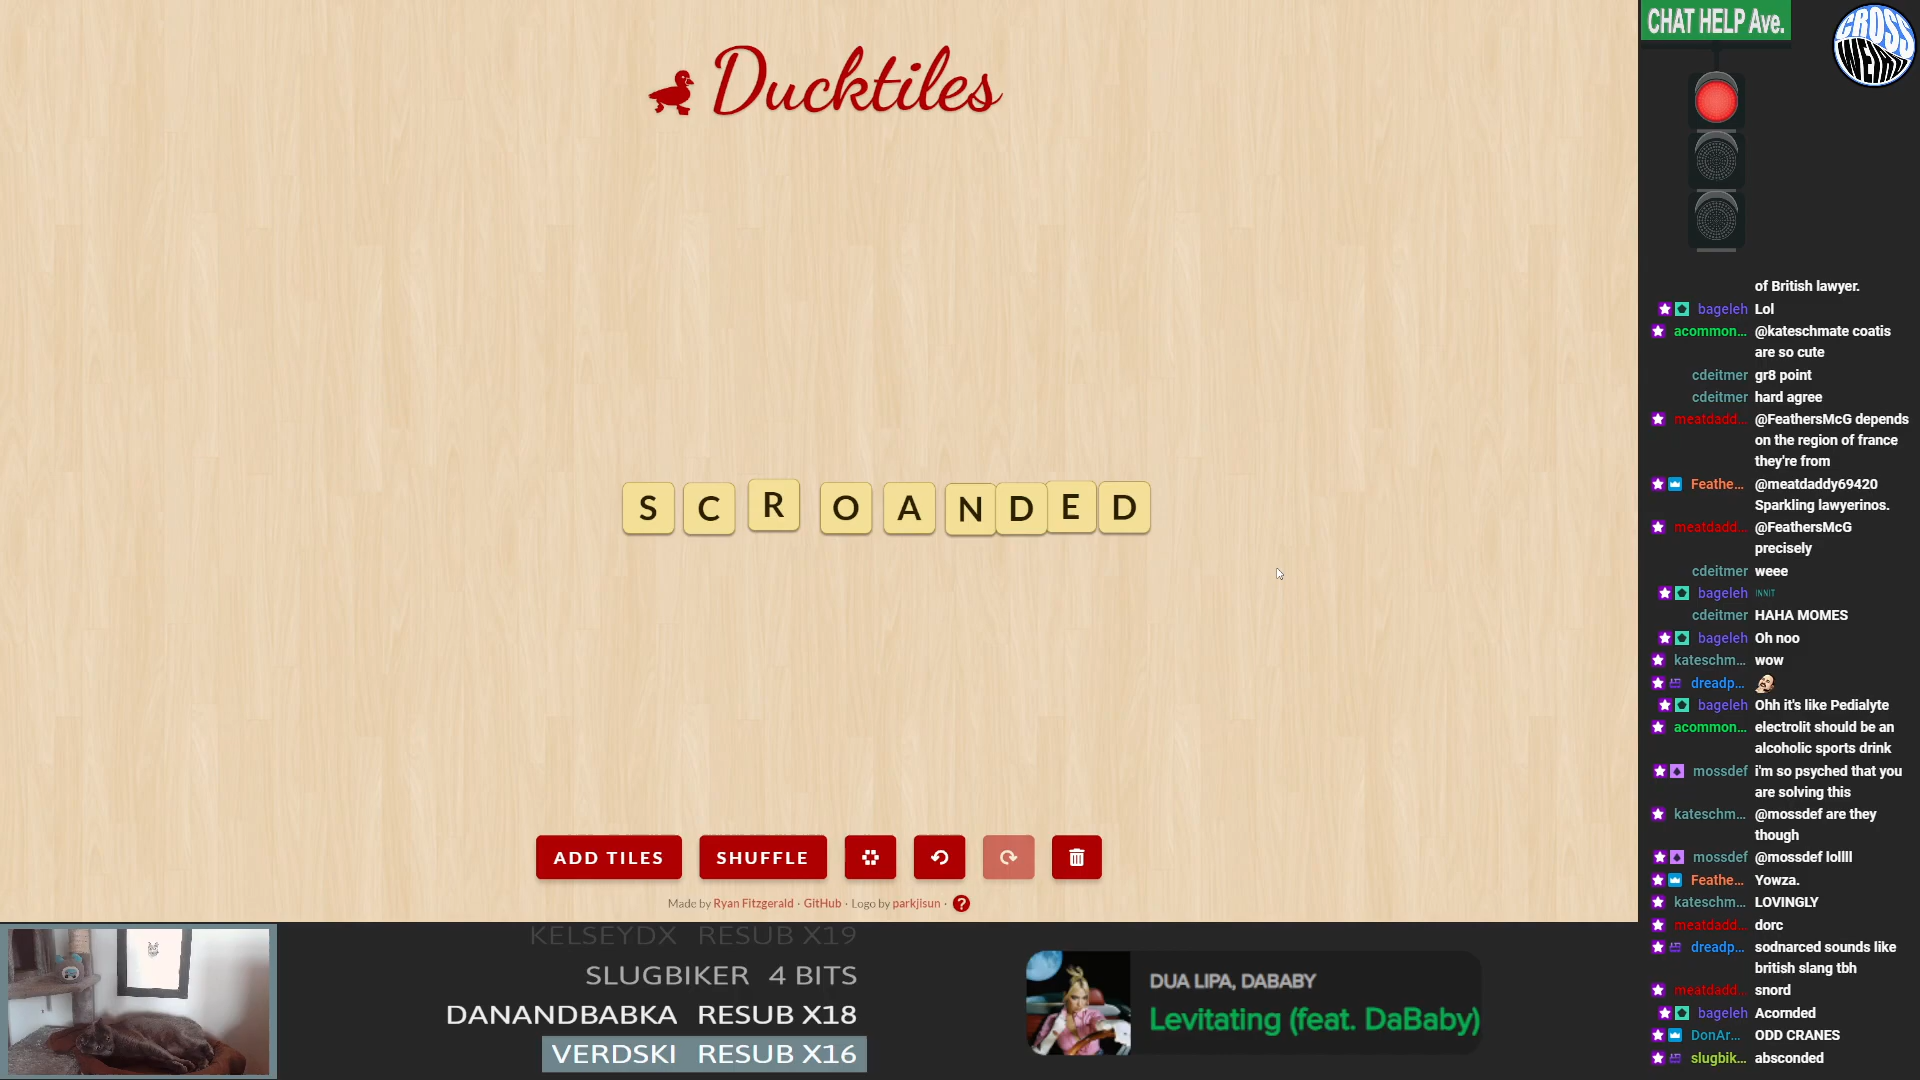 CHAT HELP Ave.
CROSS
WEIRD
Ducktiles
S C R O A N D E D
ADD TILES
SHUFFLE
Made by Ryan Fitzgerald · GitHub · Logo by parkjisun · ?
of British lawyer.
bageleh Lol
acommon... @kateschmate coatis
are so cute
cdeitmer gr8 point
cdeitmer hard agree
meatdadd... @FeathersMcG depends
on the region of france
they're from
Feathe... @meatdaddy69420
Sparkling lawyerinos.
meatdadd... @FeathersMcG
precisely
cdeitmer weee
bageleh INNIT
cdeitmer HAHA MOMES
bageleh Oh noo
kateschm... wow
dreadp...
bageleh Ohh it's like Pedialyte
acommon... electrolit should be an
alcoholic sports drink
mossdef i'm so psyched that you
are solving this
kateschm... @mossdef are they
though
mossdef @mossdef lollll
Feathe... Yowza.
kateschm... LOVINGLY
meatdadd... dorc
dreadp... sodnarced sounds like
british slang tbh
meatdadd... snord
bageleh Acornded
DonAr... ODD CRANES
slugbik... absconded
KELSEYDX RESUB X19
SLUGBIKER 4 BITS
DANANDBABKA RESUB X18
VERDSKI RESUB X16
DUA LIPA, DABABY
Levitating (feat. DaBaby)